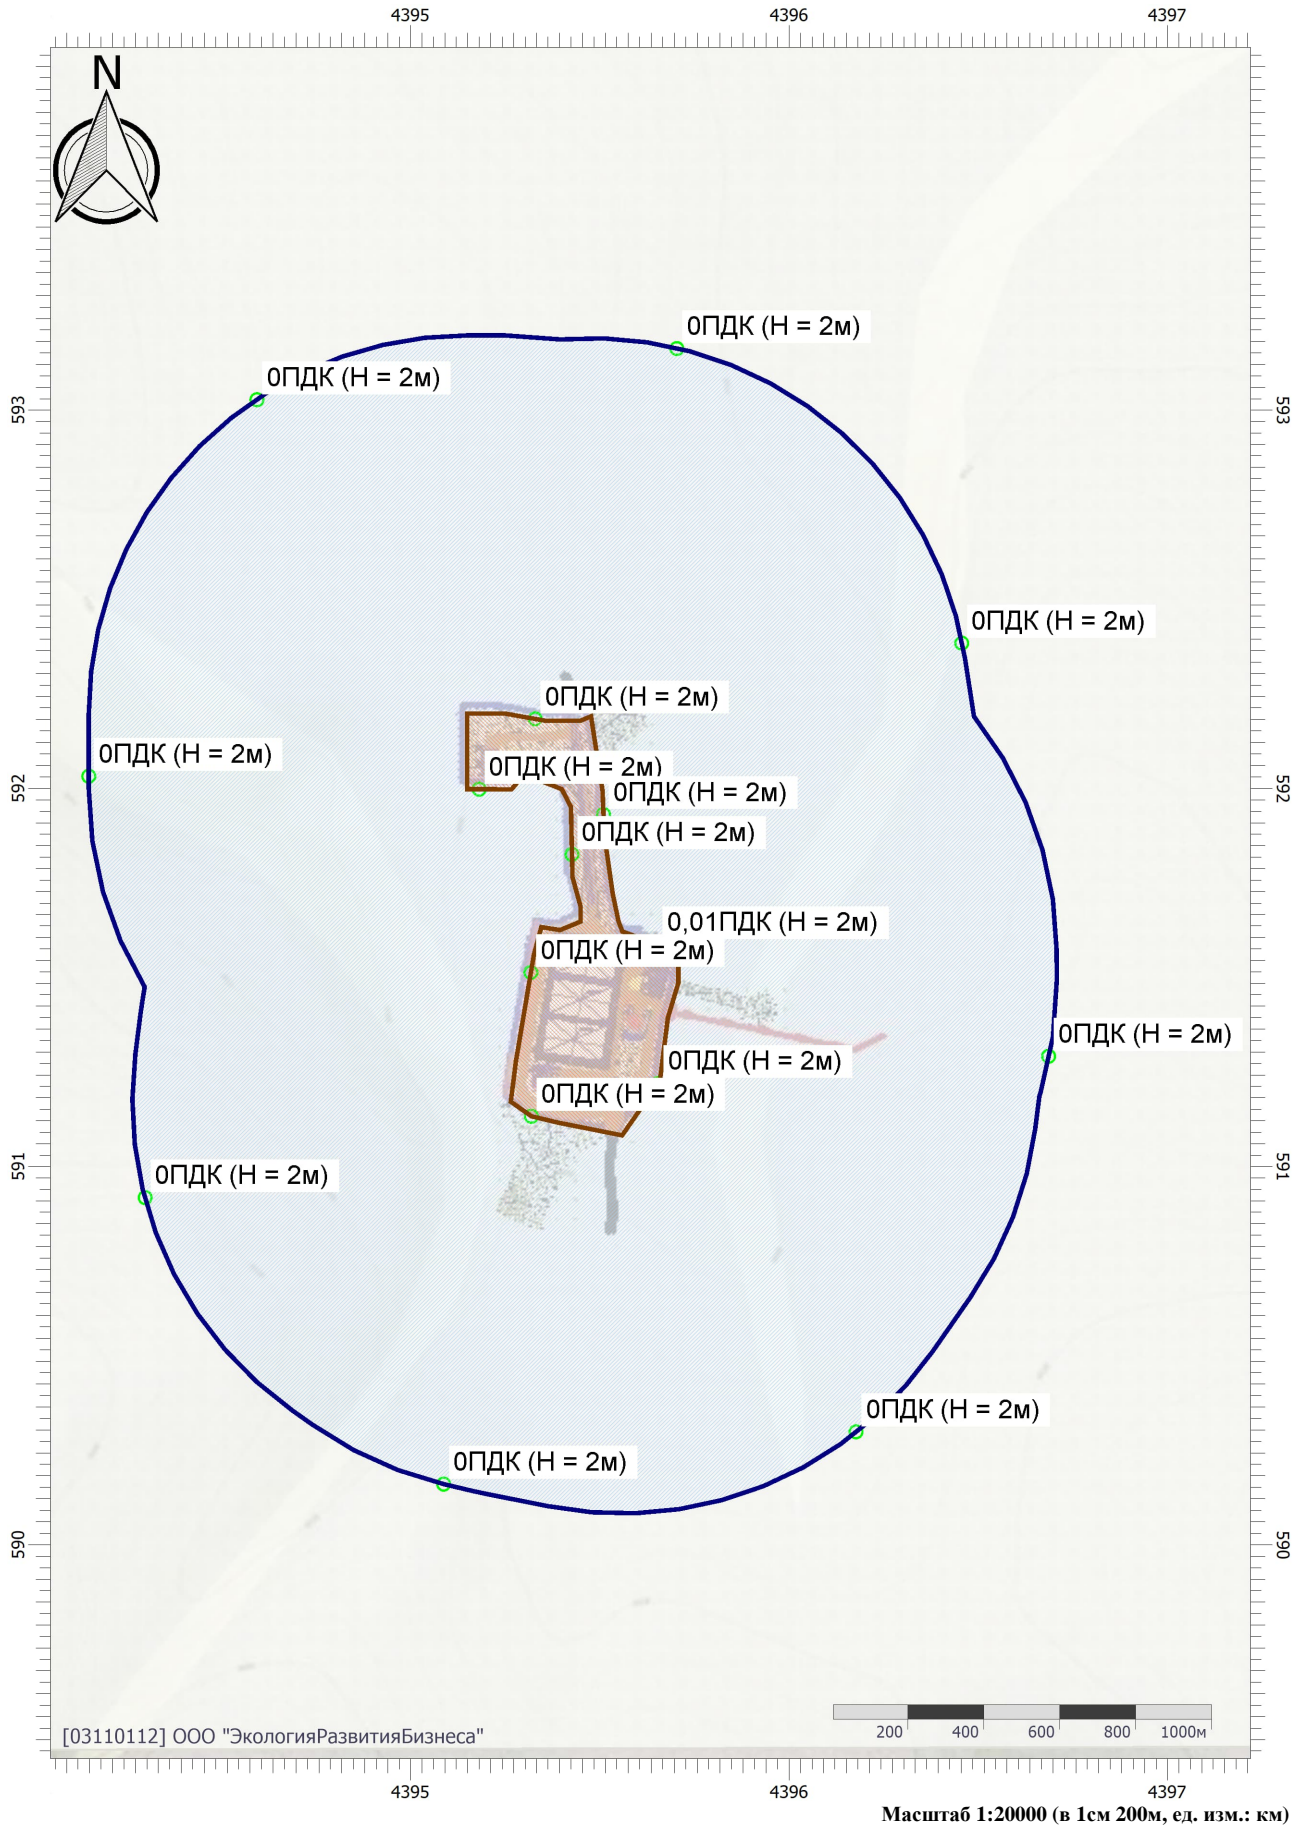 4395 4396 4397
N
0ПДК (Н = 2м)
0ПДК (Н = 2м)
593 593
0ПДК (Н = 2м)
0ПДК (Н = 2м)
0ПДК (Н = 2м)
0ПДК (Н = 2м)
592 592
0ПДК (Н = 2м)
0ПДК (Н = 2м)
0,01ПДК (Н = 2м)
0ПДК (Н = 2м)
0ПДК (Н = 2м)
0ПДК (Н = 2м)
0ПДК (Н = 2м)
591 591
0ПДК (Н = 2м)
0ПДК (Н = 2м)
0ПДК (Н = 2м)
590 590
200 400 600 800 1000м
[03110112] ООО "ЭкологияРазвитияБизнеса"
4395 4396 4397
Масштаб 1:20000 (в 1см 200м, ед. изм.: км)